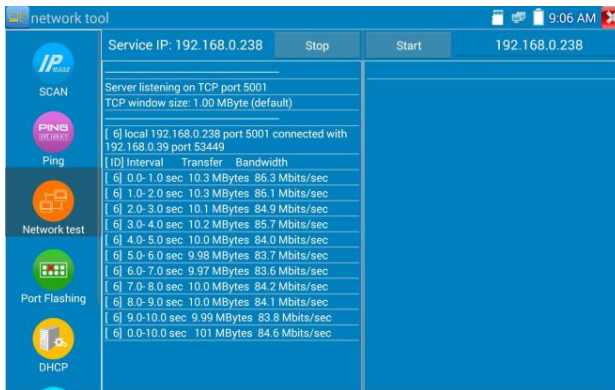 network tool
9:06 AM
Service IP: 192.168.0.238
Stop
Start
192.168.0.238
IP
SCAN
PING
Ping
Network test
Port Flashing
DHCP
Server listening on TCP port 5001
TCP window size: 1.00 MByte (default)
[ 6] local 192.168.0.238 port 5001 connected with
192.168.0.39 port 53449
[ ID] Interval Transfer Bandwidth
[ 6] 0.0- 1.0 sec 10.3 MBytes 86.3 Mbits/sec
[ 6] 1.0- 2.0 sec 10.3 MBytes 86.1 Mbits/sec
[ 6] 2.0- 3.0 sec 10.1 MBytes 84.9 Mbits/sec
[ 6] 3.0- 4.0 sec 10.2 MBytes 85.7 Mbits/sec
[ 6] 4.0- 5.0 sec 10.0 MBytes 84.0 Mbits/sec
[ 6] 5.0- 6.0 sec 9.98 MBytes 83.7 Mbits/sec
[ 6] 6.0- 7.0 sec 9.97 MBytes 83.6 Mbits/sec
[ 6] 7.0- 8.0 sec 10.0 MBytes 84.2 Mbits/sec
[ 6] 8.0- 9.0 sec 10.0 MBytes 84.1 Mbits/sec
[ 6] 9.0-10.0 sec 9.99 MBytes 83.8 Mbits/sec
[ 6] 0.0-10.0 sec 101 MBytes 84.6 Mbits/sec